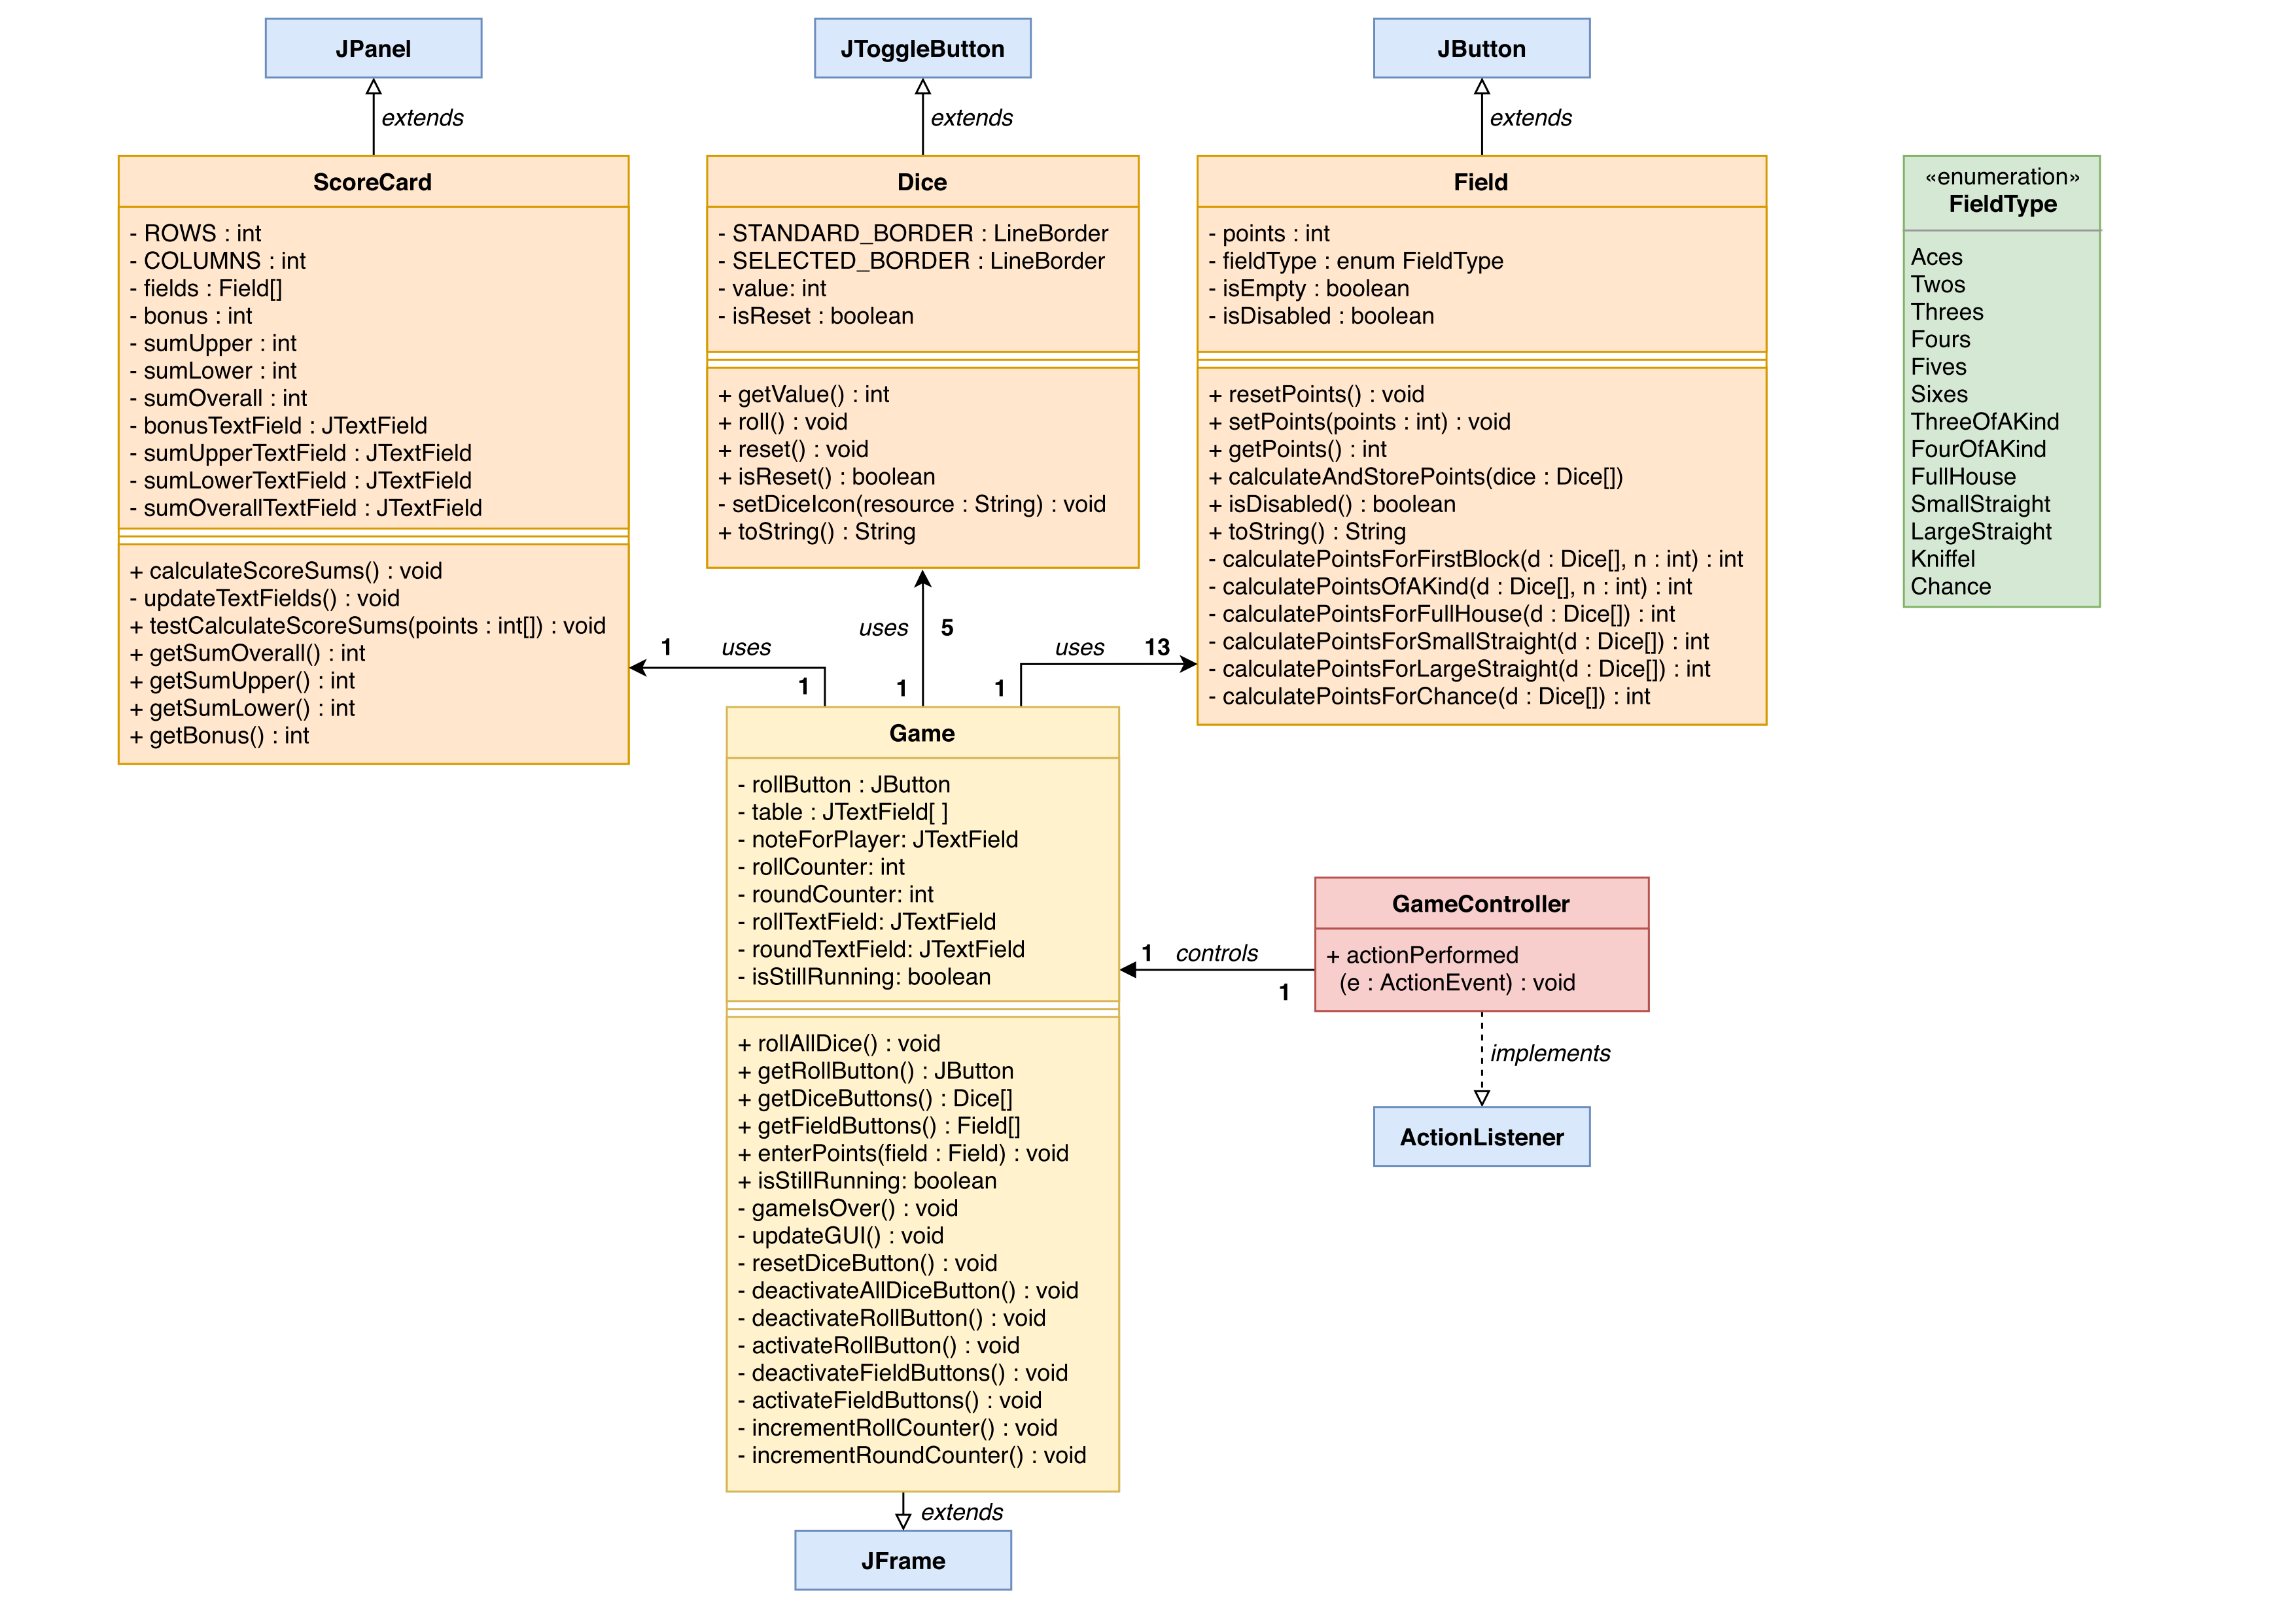 JPanel
extends
JToggleButton
extends
JButton
extends
ScoreCard
- ROWS : int
- COLUMNS : int
- fields : Field[]
- bonus : int
- sumUpper : int
- sumLower : int
- sumOverall : int
- bonusTextField : JTextField
- sumUpperTextField : JTextField
- sumLowerTextField : JTextField
- sumOverallTextField : JTextField
+ calculateScoreSums() : void
- updateTextFields() : void
+ testCalculateScoreSums(points : int[]) : void
+ getSumOverall() : int
+ getSumUpper() : int
+ getSumLower() : int
+ getBonus() : int
Dice
- STANDARD_BORDER : LineBorder
- SELECTED_BORDER : LineBorder
- value: int
- isReset : boolean
+ getValue() : int
+ roll() : void
+ reset() : void
+ isReset() : boolean
- setDiceIcon(resource : String) : void
+ toString() : String
Field
- points : int
- fieldType : enum FieldType
- isEmpty : boolean
- isDisabled : boolean
+ resetPoints() : void
+ setPoints(points : int) : void
+ getPoints() : int
+ calculateAndStorePoints(dice : Dice[])
+ isDisabled() : boolean
+ toString() : String
- calculatePointsForFirstBlock(d : Dice[], n : int) : int
- calculatePointsOfAKind(d : Dice[], n : int) : int
- calculatePointsForFullHouse(d : Dice[]) : int
- calculatePointsForSmallStraight(d : Dice[]) : int
- calculatePointsForLargeStraight(d : Dice[]) : int
- calculatePointsForChance(d : Dice[]) : int
«enumeration»
FieldType
Aces
Twos
Threes
Fours
Fives
Sixes
ThreeOfAKind
FourOfAKind
FullHouse
SmallStraight
LargeStraight
Kniffel
Chance
1 uses
1
uses 5
1
uses 13
1
Game
- rollButton : JButton
- table : JTextField[ ]
- noteForPlayer: JTextField
- rollCounter: int
- roundCounter: int
- rollTextField: JTextField
- roundTextField: JTextField
- isStillRunning: boolean
+ rollAllDice() : void
+ getRollButton() : JButton
+ getDiceButtons() : Dice[]
+ getFieldButtons() : Field[]
+ enterPoints(field : Field) : void
+ isStillRunning: boolean
- gameIsOver() : void
- updateGUI() : void
- resetDiceButton() : void
- deactivateAllDiceButton() : void
- deactivateRollButton() : void
- activateRollButton() : void
- deactivateFieldButtons() : void
- activateFieldButtons() : void
- incrementRollCounter() : void
- incrementRoundCounter() : void
1 controls
1
GameController
+ actionPerformed
(e : ActionEvent) : void
implements
ActionListener
extends
JFrame